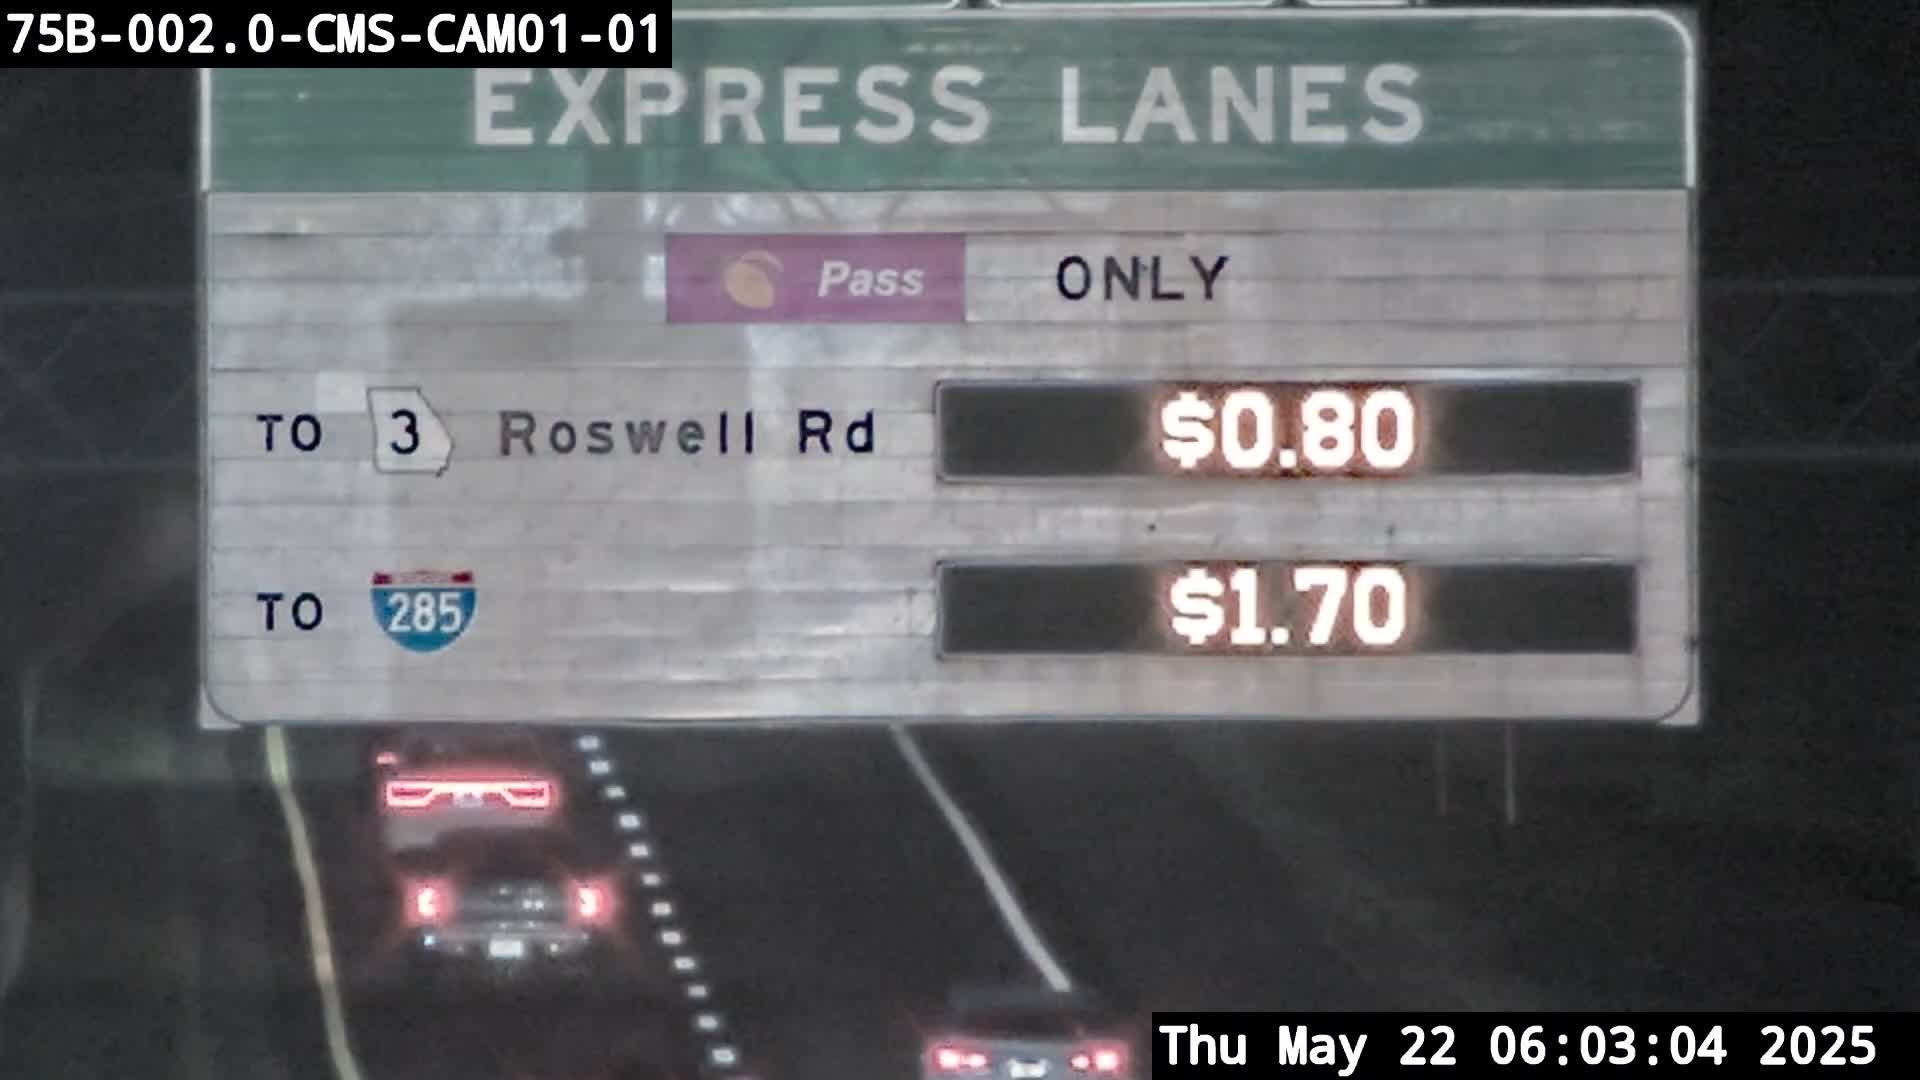 75B-002.0-CMS-CAM01-01
EXPRESS LANES
Pass ONLY
TO 3 Roswell Rd $0.80
TO 285 $1.70
Thu May 22 06:03:04 2025